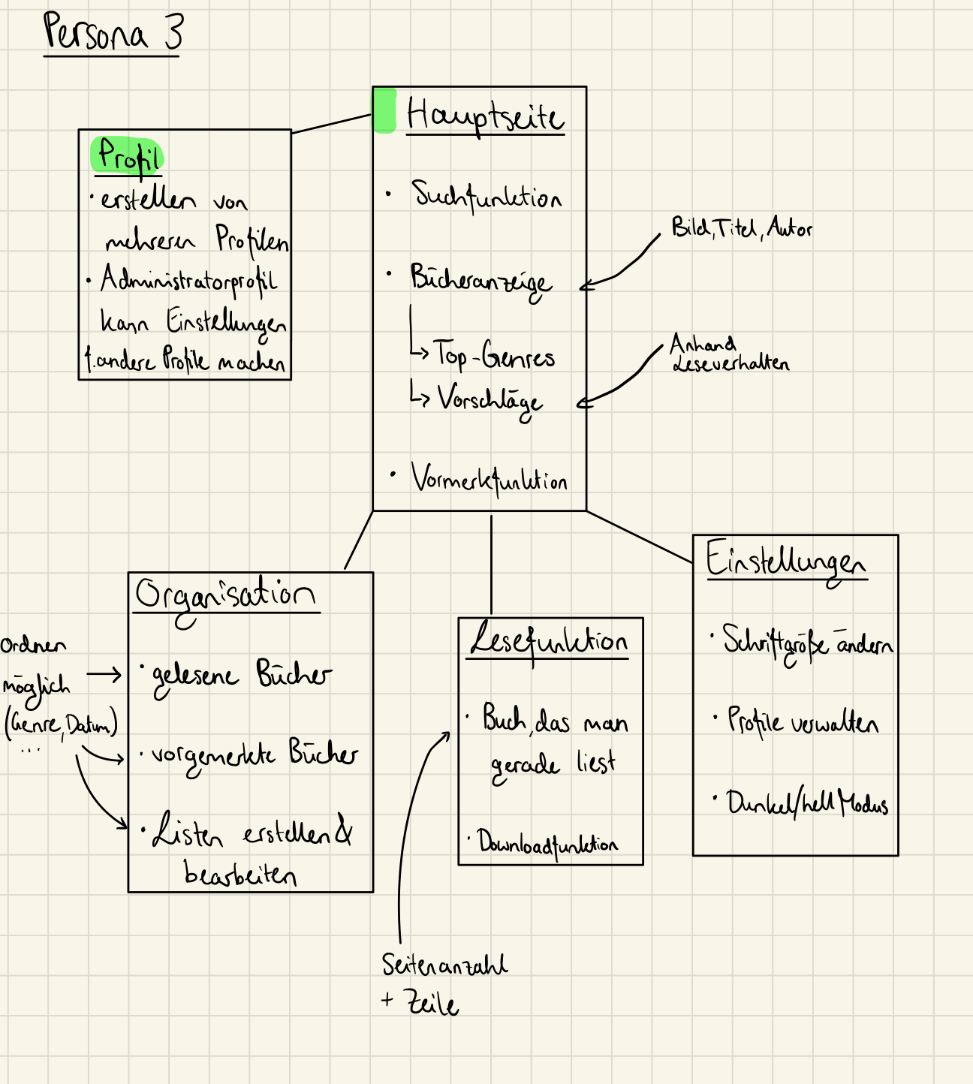 Persona 3
Profil
· erstellen von
mehreren Profilen
· Administratorprofil
kann Einstellungen
f. andere Profile machen
Hauptseite
· Suchfunktion
· Bücheranzeige
↳ Top-Genres
↳ Vorschläge
· Vormerkfunktion
Bild, Titel, Autor
Anhand
Leseverhalten
Organisation
· gelesene Bücher
· vorgemerkte Bücher
· Listen erstellen &
bearbeiten
Ordnen
möglich
(Genre, Datum)
...
Lesefunktion
· Buch, das man
gerade liest
· Downloadfunktion
Seitenanzahl
+ Zeile
Einstellungen
· Schriftgröße ändern
· Profile verwalten
· Dunkel/hell Modus